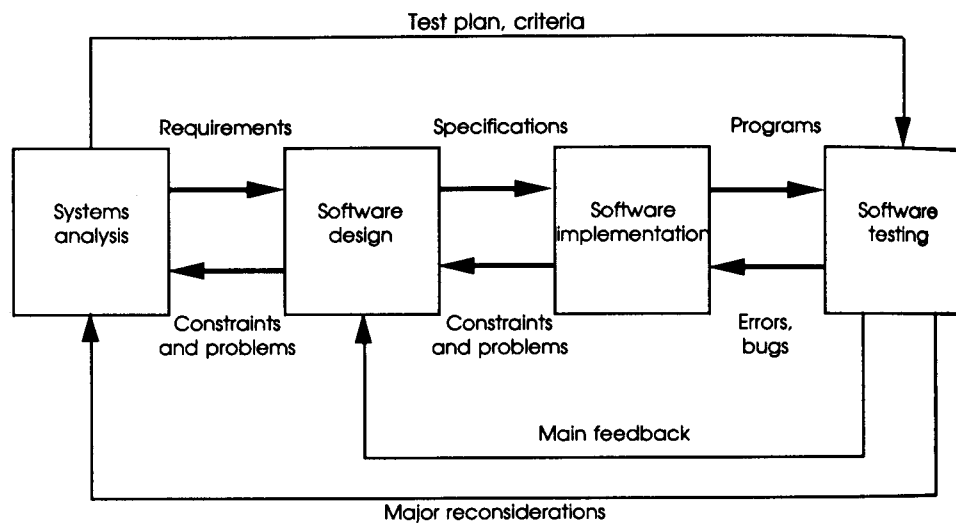 Test plan, criteria
Requirements
Specifications
Programs
Systems
analysis
Software
design
Software
implementation
Software
testing
Constraints
and problems
Constraints
and problems
Errors,
bugs
Main feedback
Major reconsiderations